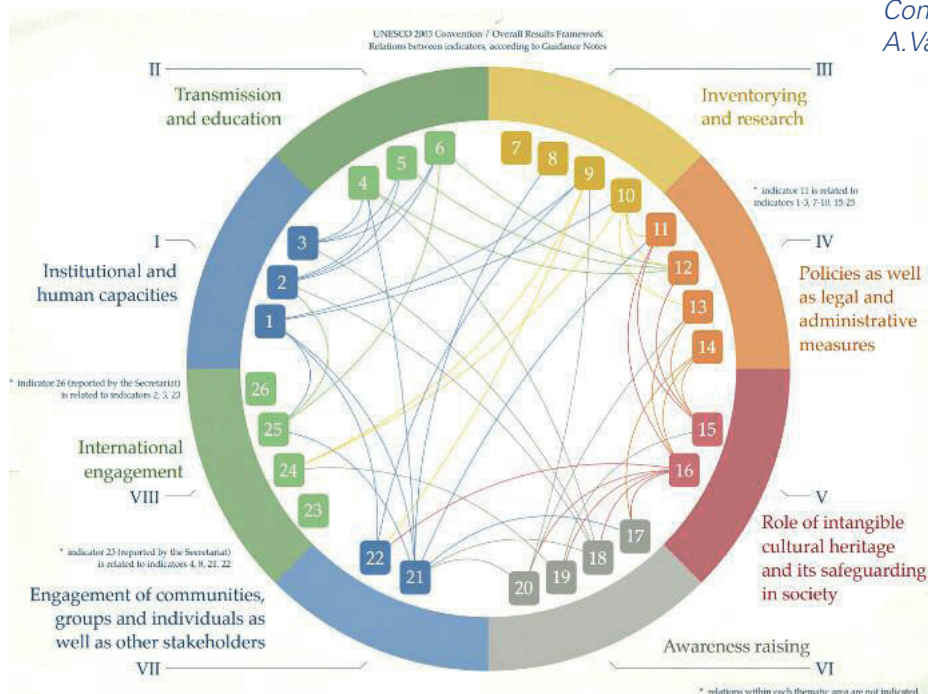 Con
A.Va
UNESCO 2003 Convention / Overall Results Framework
Relations between indicators, according to Guidance Notes
II
Transmission
and education
III
Inventorying
and research
* indicator 11 is related to
indicators 1-3, 7-10, 15-25
I
Institutional and
human capacities
IV
Policies as well
as legal and
administrative
measures
6
5
4
3
2
1
7
8
9
10
11
12
13
14
15
16
17
18
19
20
21
22
23
24
25
26
* indicator 26 (reported by the Secretariat)
is related to indicators 2, 3, 23
International
engagement
VIII
* indicator 23 (reported by the Secretariat)
is related to indicators 4, 8, 21, 22
Engagement of communities,
groups and individuals as
well as other stakeholders
VII
V
Role of intangible
cultural heritage
and its safeguarding
in society
Awareness raising
VI
* relations within each thematic area are not indicated